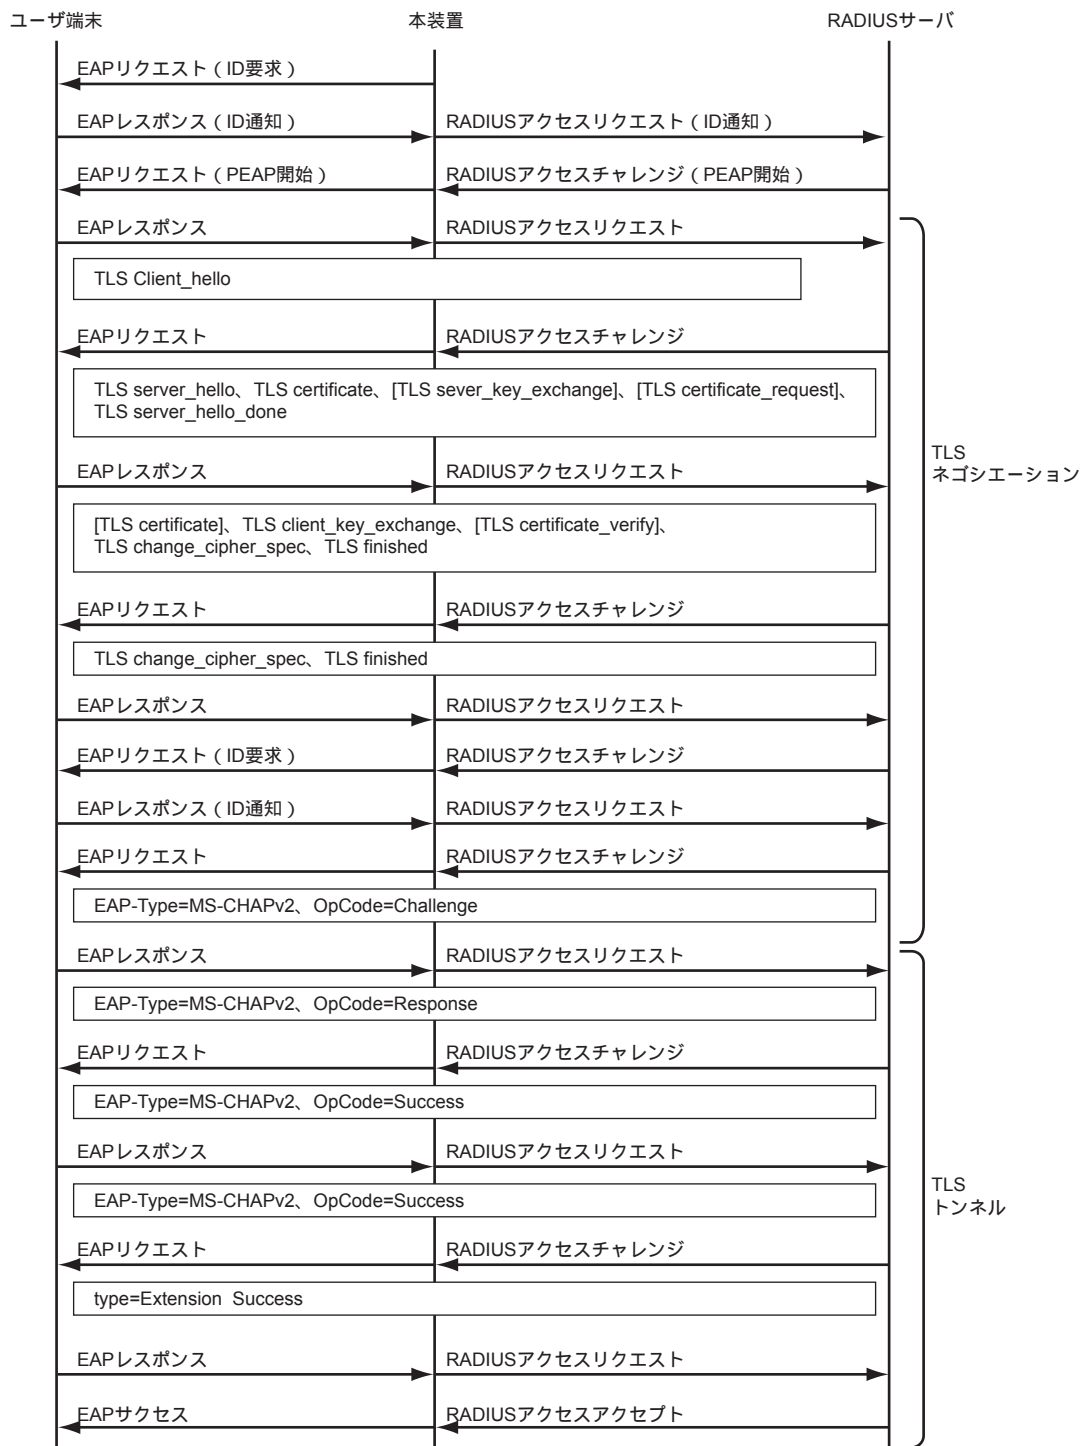 ユーザ端末
本装置
RADIUSサーバ
EAPリクエスト（ID要求）
EAPレスポンス（ID通知）
RADIUSアクセスリクエスト（ID通知）
EAPリクエスト（PEAP開始）
RADIUSアクセスチャレンジ（PEAP開始）
EAPレスポンス
RADIUSアクセスリクエスト
TLS Client_hello
EAPリクエスト
RADIUSアクセスチャレンジ
TLS server_hello、TLS certificate、[TLS sever_key_exchange]、[TLS certificate_request]、
TLS server_hello_done
TLS
ネゴシエーション
EAPレスポンス
RADIUSアクセスリクエスト
[TLS certificate]、TLS client_key_exchange、[TLS certificate_verify]、
TLS change_cipher_spec、TLS finished
EAPリクエスト
RADIUSアクセスチャレンジ
TLS change_cipher_spec、TLS finished
EAPレスポンス
RADIUSアクセスリクエスト
EAPリクエスト（ID要求）
RADIUSアクセスチャレンジ
EAPレスポンス（ID通知）
RADIUSアクセスリクエスト
EAPリクエスト
RADIUSアクセスチャレンジ
EAP-Type=MS-CHAPv2、OpCode=Challenge
EAPレスポンス
RADIUSアクセスリクエスト
EAP-Type=MS-CHAPv2、OpCode=Response
EAPリクエスト
RADIUSアクセスチャレンジ
EAP-Type=MS-CHAPv2、OpCode=Success
EAPレスポンス
RADIUSアクセスリクエスト
EAP-Type=MS-CHAPv2、OpCode=Success
TLS
トンネル
EAPリクエスト
RADIUSアクセスチャレンジ
type=Extension Success
EAPレスポンス
RADIUSアクセスリクエスト
EAPサクセス
RADIUSアクセスアクセプト